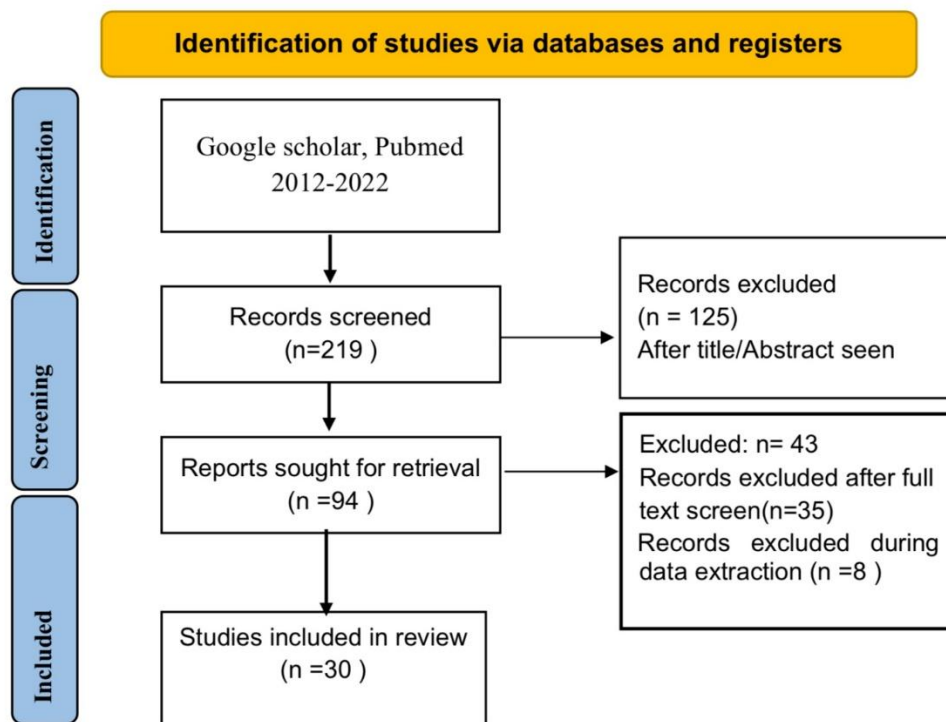 Identification of studies via databases and registers
Identification
Google scholar, Pubmed
2012-2022
Records screened
(n=219 )
Records excluded
(n = 125)
After title/Abstract seen
Screening
Reports sought for retrieval
(n =94 )
Excluded: n= 43
Records excluded after full
text screen(n=35)
Records excluded during
data extraction (n =8 )
Included
Studies included in review
(n =30 )